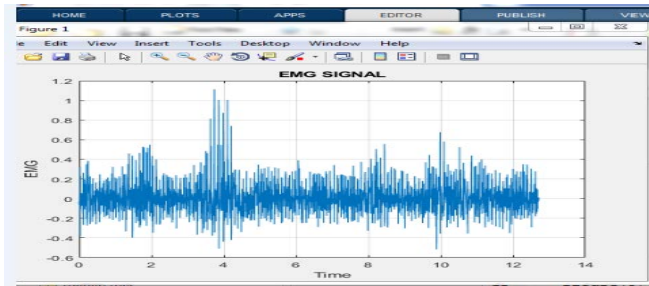 HOME PLOTS APPS EDITOR PUBLISH VIEW
Figure 1
e Edit View Insert Tools Desktop Window Help
EMG SIGNAL
1.2
1
0.8
0.6
0.4
0.2
0
-0.2
-0.4
-0.6
EMG
0 2 4 6 8 10 12 14
Time